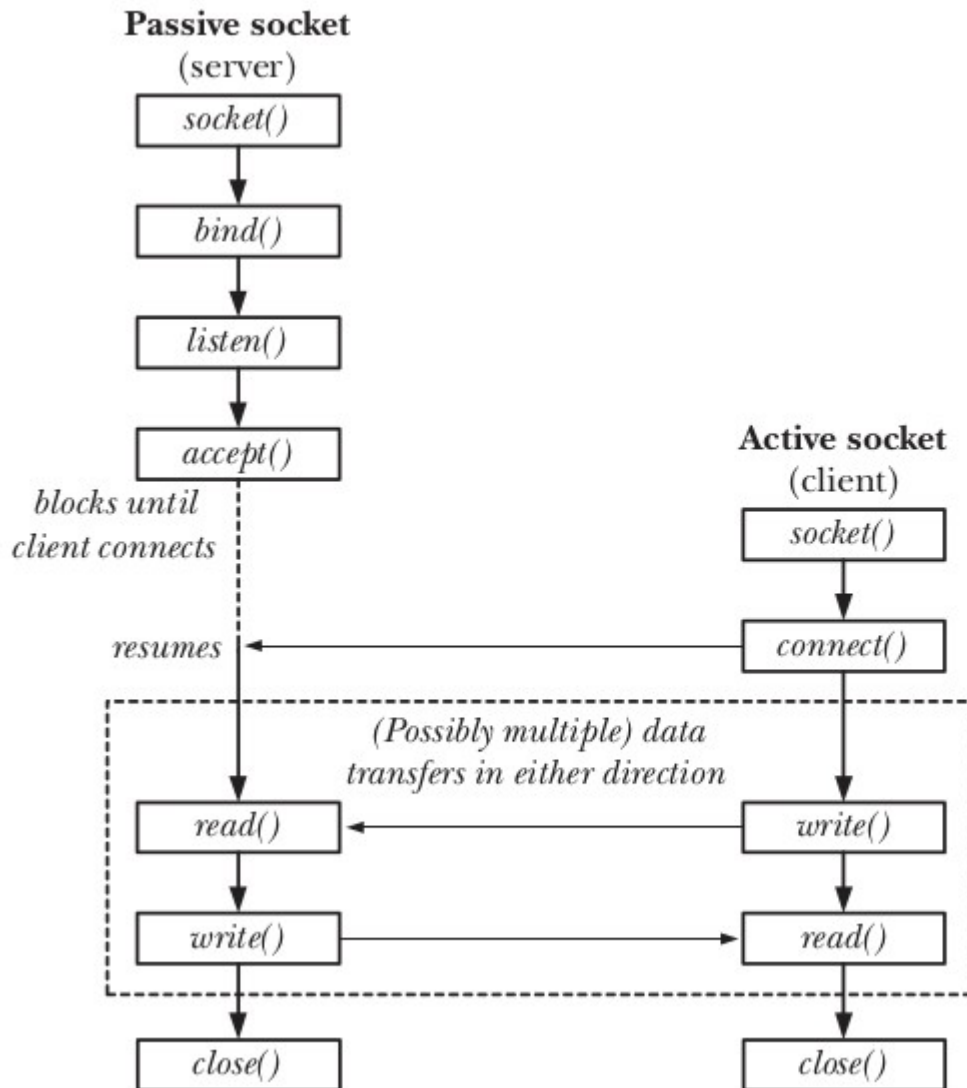 Passive socket
(server)
socket()
bind()
listen()
accept()
blocks until
client connects
resumes
Active socket
(client)
socket()
connect()
(Possibly multiple) data
transfers in either direction
read()
write()
write()
read()
close()
close()